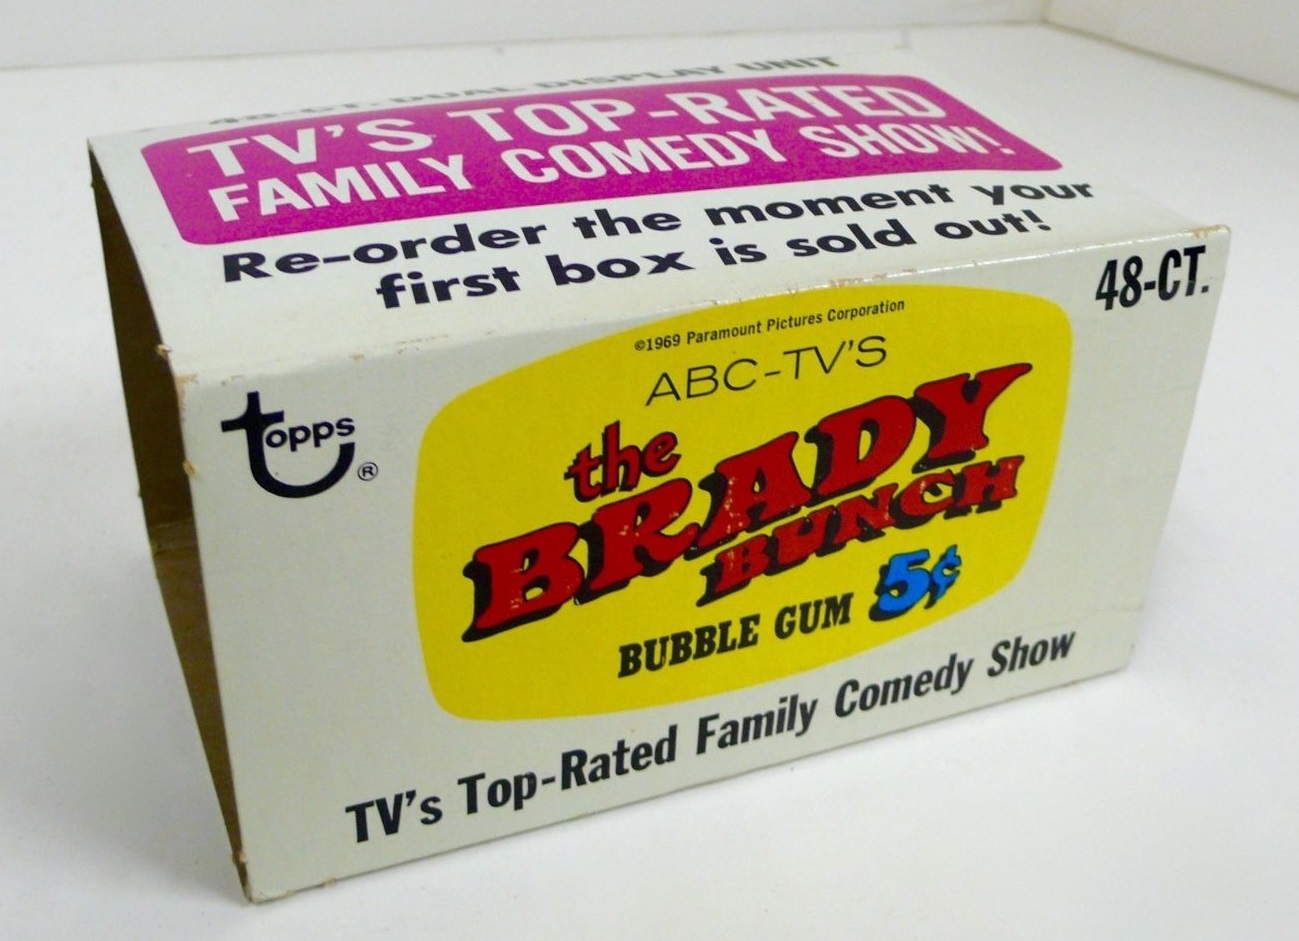 48-CT. DUAL DISPLAY UNIT
TV'S TOP-RATED
FAMILY COMEDY SHOW!
Re-order the moment your
first box is sold out!
48-CT.
topps ®
©1969 Paramount Pictures Corporation
ABC-TV'S
the
BRADY
BUNCH
BUBBLE GUM 5¢
TV's Top-Rated Family Comedy Show